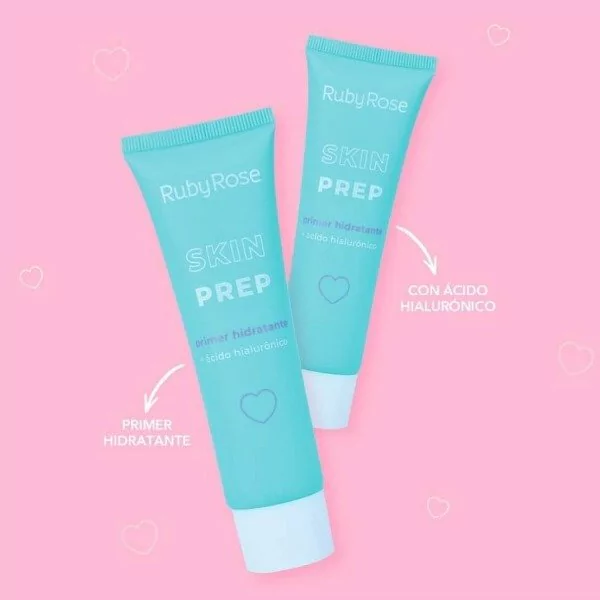 RubyRose
SKIN
PREP
primer hidratante
+ ácido hialurônico
RubyRose
SKIN
PREP
primer hidratante
+ ácido hialurônico
CON ÁCIDO
HIALURÓNICO
PRIMER
HIDRATANTE